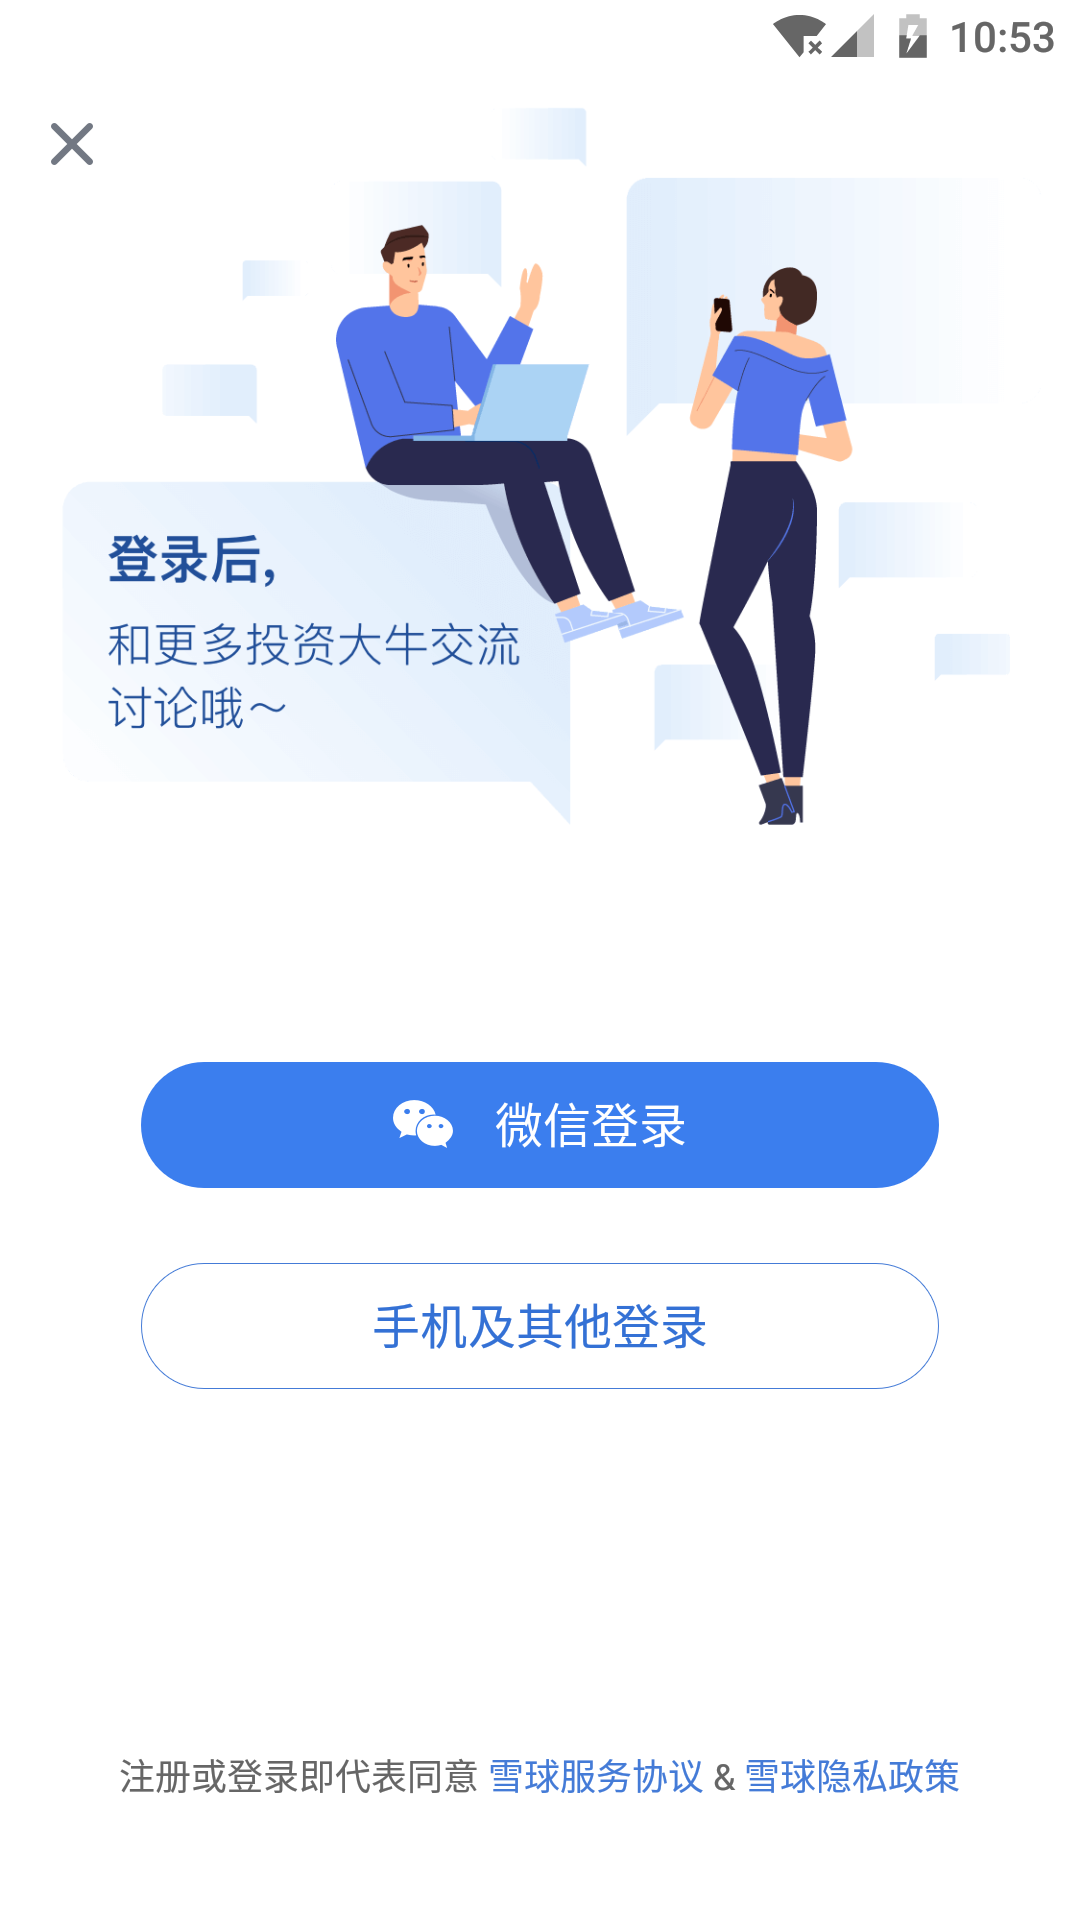 10:53
登录后,
和更多投资大牛交流
讨论哦～
微信登录
手机及其他登录
注册或登录即代表同意 雪球服务协议 & 雪球隐私政策